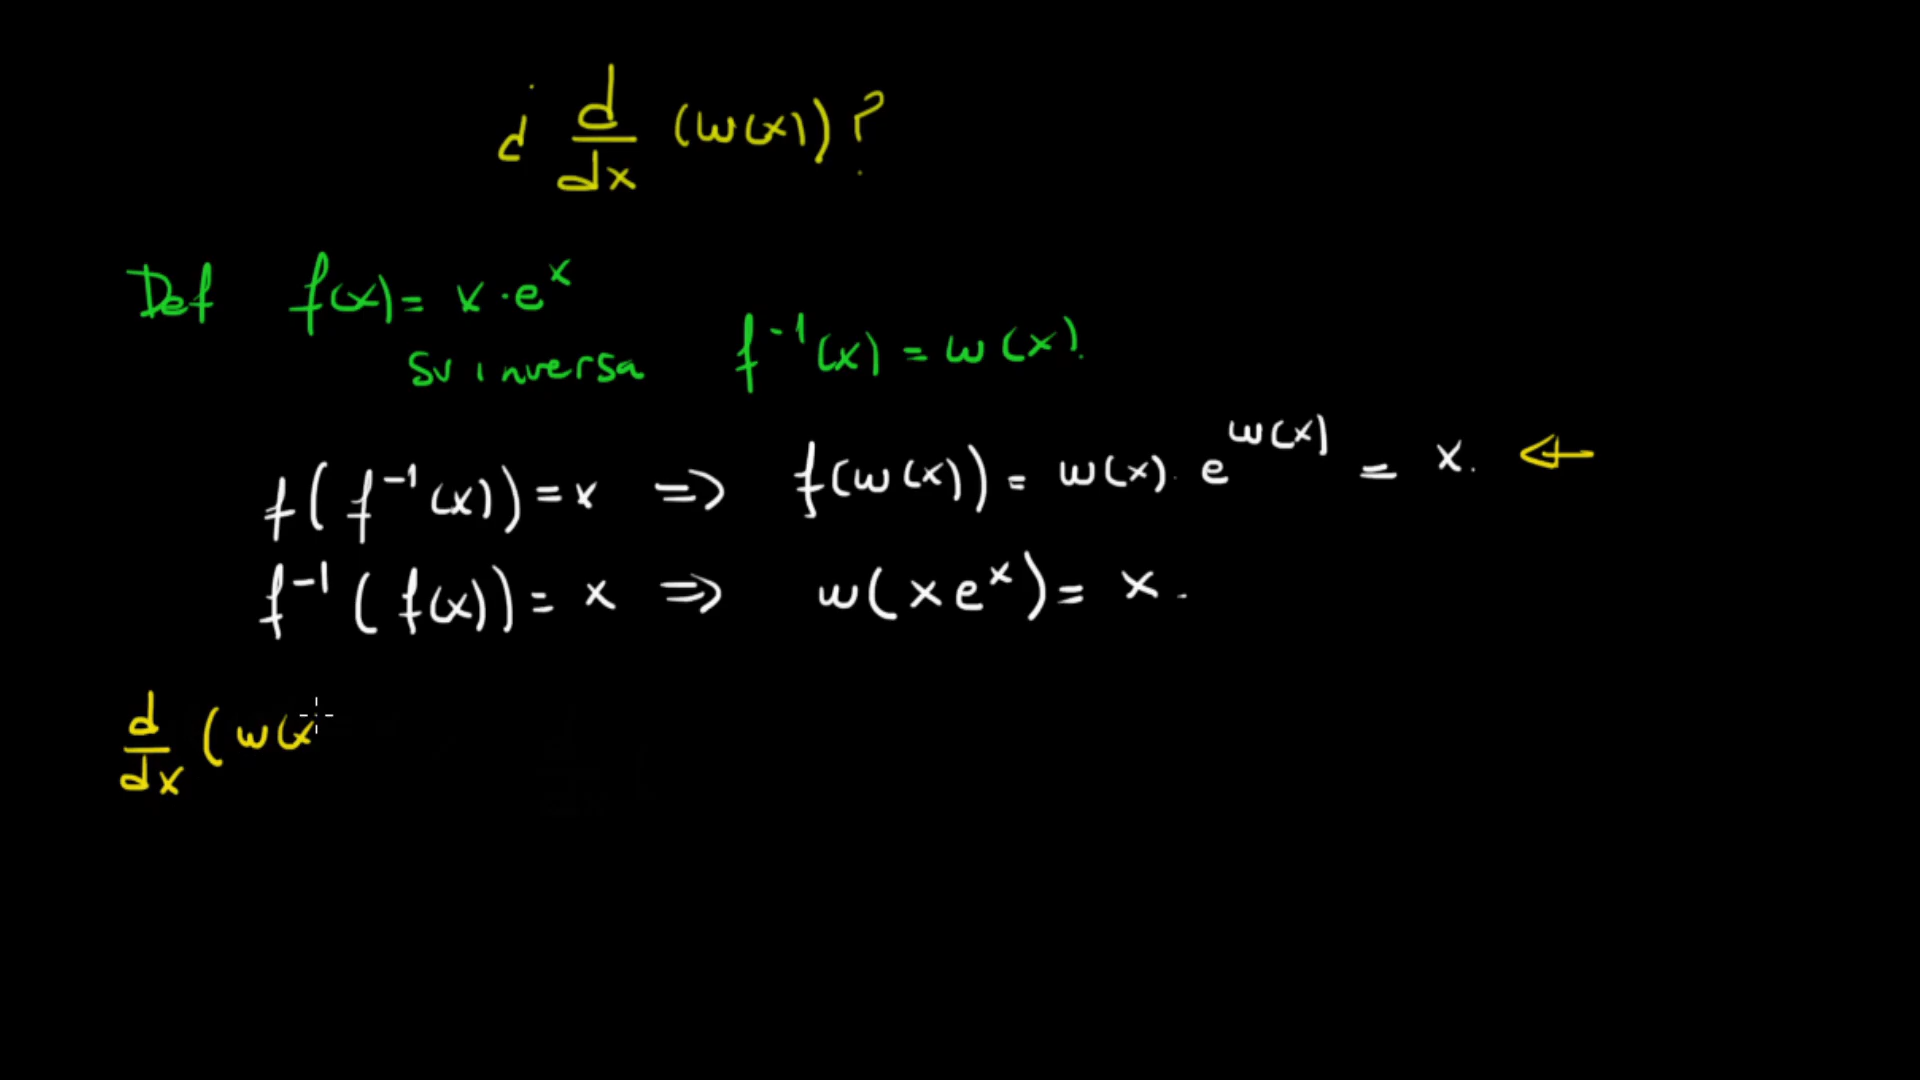 ¿ d/dx (w(x))?
Def f(x) = x · e^x
Su inversa f^-1(x) = w(x).
f(f^-1(x)) = x => f(w(x)) = w(x) · e^w(x) = x. ←
f^-1(f(x)) = x => w(xe^x) = x.
d/dx (w(x